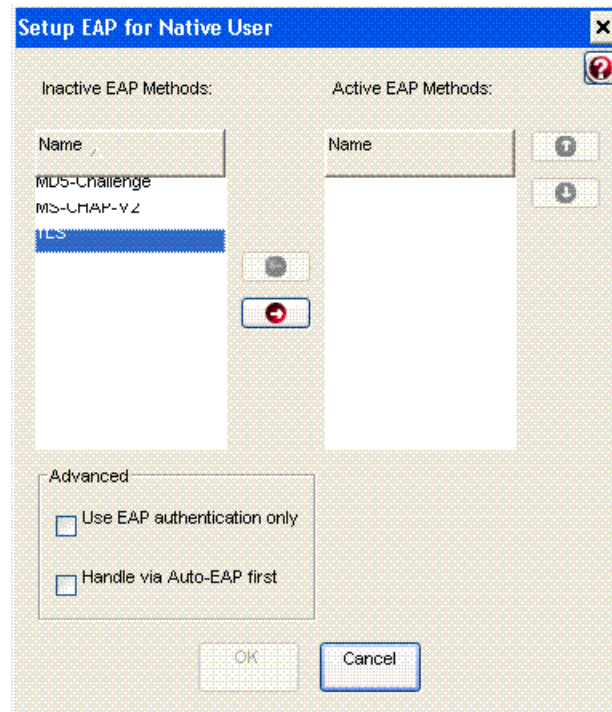 Setup EAP for Native User
Inactive EAP Methods:
Active EAP Methods:
Name
Name
MD5-Challenge
MS-CHAP-V2
TLS
Advanced
Use EAP authentication only
Handle via Auto-EAP first
OK
Cancel